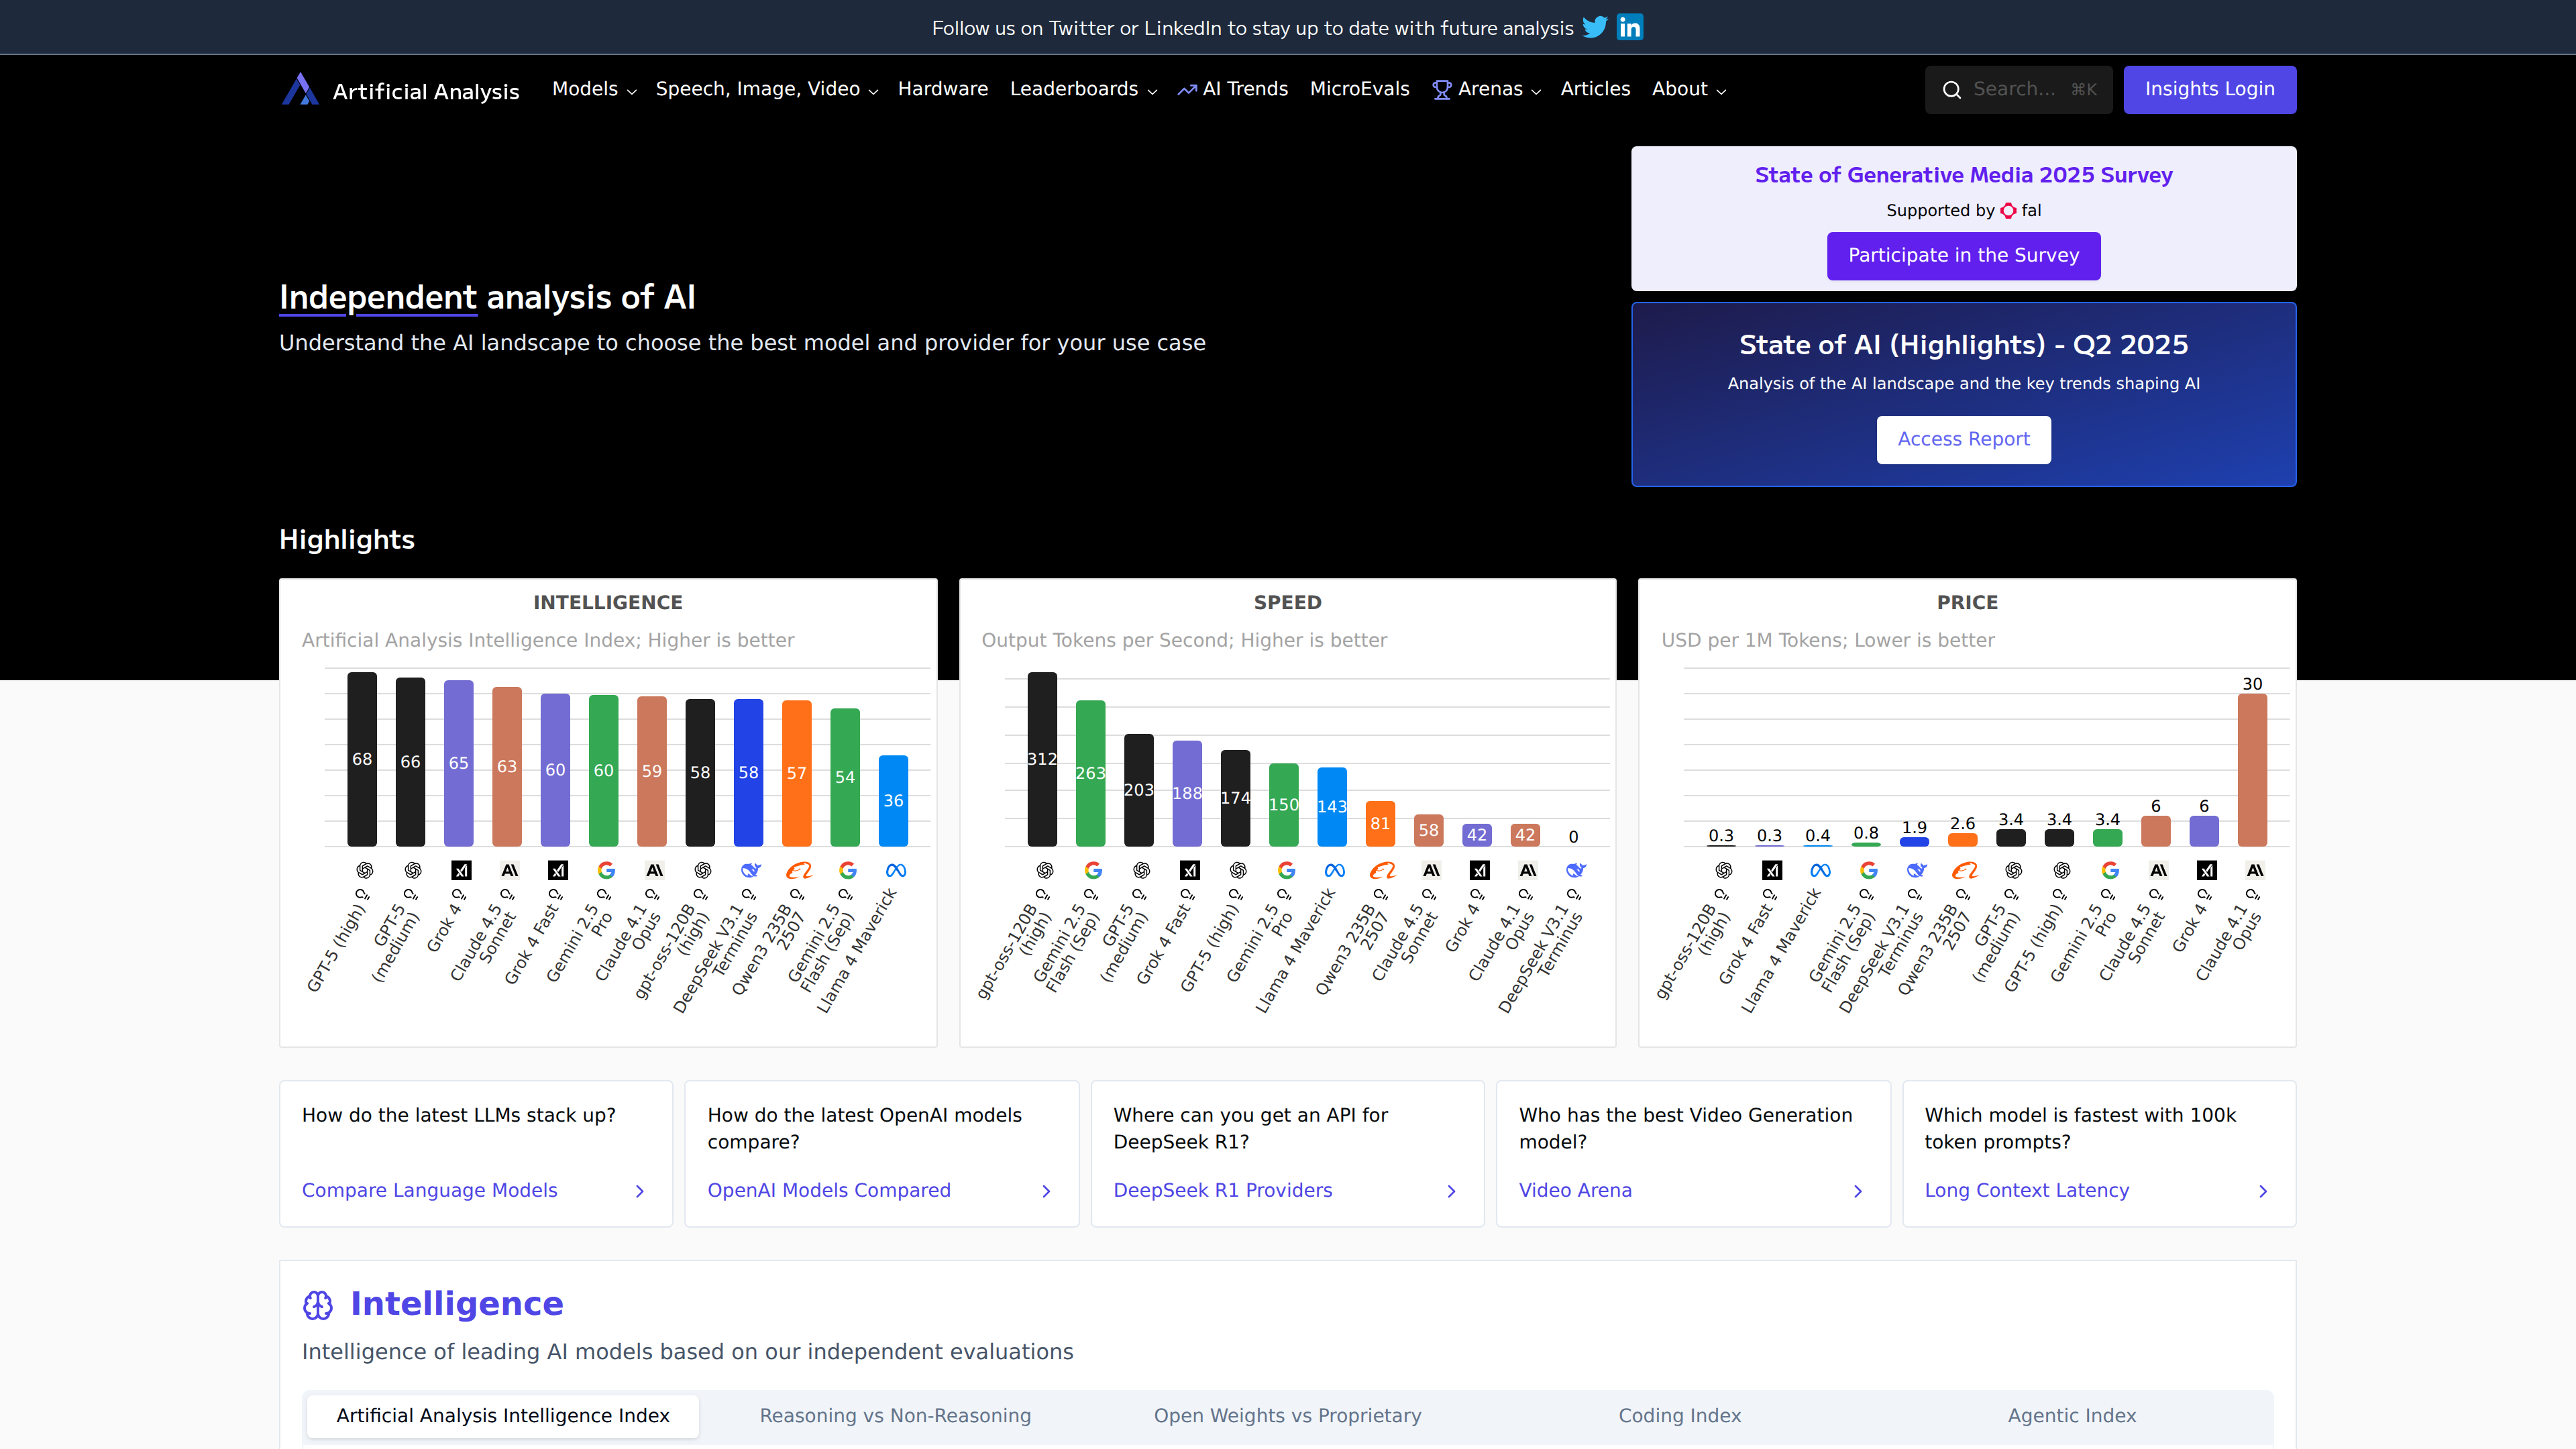 Follow us on Twitter or LinkedIn to stay up to date with future analysis
Artificial Analysis
Models
Speech, Image, Video
Hardware
Leaderboards
AI Trends
MicroEvals
Arenas
Articles
About
Search... ⌘K
Insights Login
State of Generative Media 2025 Survey
Supported by fal
Participate in the Survey
Independent analysis of AI
Understand the AI landscape to choose the best model and provider for your use case
State of AI (Highlights) - Q2 2025
Analysis of the AI landscape and the key trends shaping AI
Access Report
Highlights
INTELLIGENCE
Artificial Analysis Intelligence Index; Higher is better
68
66
65
63
60
60
59
58
58
57
54
36
GPT-5 (high)
GPT-5
(medium)
Grok 4
Claude 4.5
Sonnet
Grok 4 Fast
Gemini 2.5
Pro
Claude 4.1
Opus
gpt-oss-120B
(high)
DeepSeek V3.1
Terminus
Qwen3 235B
2507
Gemini 2.5
Flash (Sep)
Llama 4 Maverick
SPEED
Output Tokens per Second; Higher is better
312
263
203
188
174
150
143
81
58
42
42
0
gpt-oss-120B
(high)
Gemini 2.5
Flash (Sep)
GPT-5
(medium)
Grok 4 Fast
GPT-5 (high)
Gemini 2.5
Pro
Llama 4 Maverick
Qwen3 235B
2507
Claude 4.5
Sonnet
Grok 4
Claude 4.1
Opus
DeepSeek V3.1
Terminus
PRICE
USD per 1M Tokens; Lower is better
0.3
0.3
0.4
0.8
1.9
2.6
3.4
3.4
3.4
6
6
30
gpt-oss-120B
(high)
Grok 4 Fast
Llama 4 Maverick
Gemini 2.5
Flash (Sep)
DeepSeek V3.1
Terminus
Qwen3 235B
2507
GPT-5
(medium)
GPT-5 (high)
Gemini 2.5
Pro
Claude 4.5
Sonnet
Grok 4
Claude 4.1
Opus
How do the latest LLMs stack up?
Compare Language Models
How do the latest OpenAI models
compare?
OpenAI Models Compared
Where can you get an API for
DeepSeek R1?
DeepSeek R1 Providers
Who has the best Video Generation
model?
Video Arena
Which model is fastest with 100k
token prompts?
Long Context Latency
Intelligence
Intelligence of leading AI models based on our independent evaluations
Artificial Analysis Intelligence Index
Reasoning vs Non-Reasoning
Open Weights vs Proprietary
Coding Index
Agentic Index